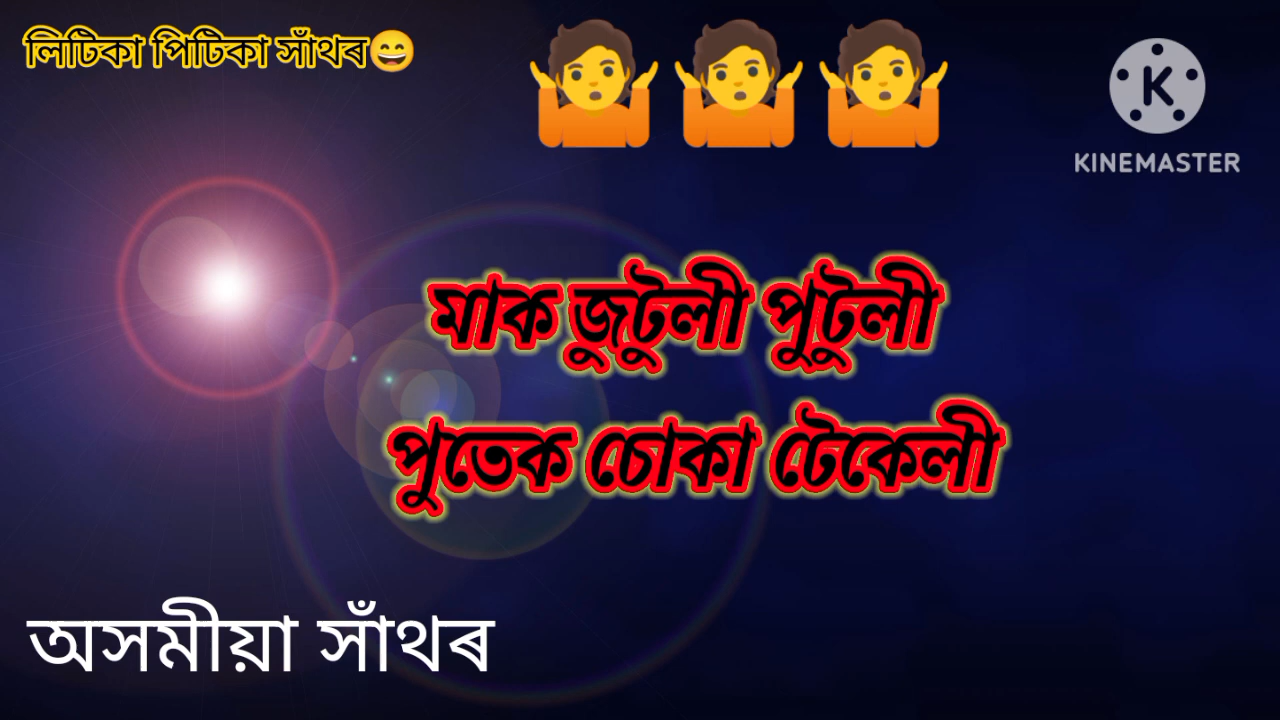 লিটিকা পিটিকা সাঁথৰ😄
KINEMASTER
মাক জুটুলী পুটুলী
পুতেক চোকা টেকেলী
অসমীয়া সাঁথৰ